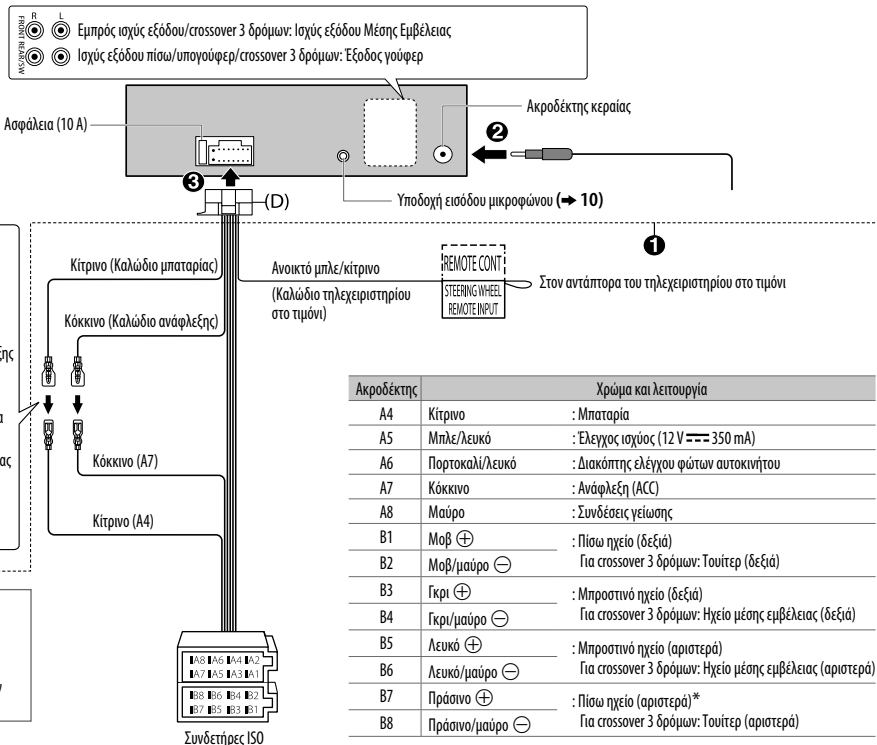 R L
FRONT
REAR/SW
Εμπρός ισχύς εξόδου/crossover 3 δρόμων: Ισχύς εξόδου Μέσης Εμβέλειας
Ισχύς εξόδου πίσω/υπογούφερ/crossover 3 δρόμων: Έξοδος γούφερ
Ακροδέκτης κεραίας
Ασφάλεια (10 A)
2
3
(D)
Υποδοχή εισόδου μικροφώνου (➜ 10)
1
Κίτρινο (Καλώδιο μπαταρίας)
Ανοικτό μπλε/κίτρινο
(Καλώδιο τηλεχειριστηρίου
στο τιμόνι)
REMOTE CONT
STEERING WHEEL
REMOTE INPUT
Στον αντάπτορα του τηλεχειριστηρίου στο τιμόνι
Κόκκινο (Καλώδιο ανάφλεξης)
Κόκκινο (A7)
Κίτρινο (A4)
A8 A6 A4 A2
A7 A5 A3 A1
B8 B6 B4 B2
B7 B5 B3 B1
Συνδετήρες ISO
Ακροδέκτης Χρώμα και λειτουργία
A4 Κίτρινο : Μπαταρία
A5 Μπλε/λευκό : Έλεγχος ισχύος (12 V ⎓ 350 mA)
A6 Πορτοκαλί/λευκό : Διακόπτης ελέγχου φώτων αυτοκινήτου
A7 Κόκκινο : Ανάφλεξη (ACC)
A8 Μαύρο : Συνδέσεις γείωσης
B1 Μοβ ⊕ : Πίσω ηχείο (δεξιά)
B2 Μοβ/μαύρο ⊖ Για crossover 3 δρόμων: Τουίτερ (δεξιά)
B3 Γκρι ⊕ : Μπροστινό ηχείο (δεξιά)
B4 Γκρι/μαύρο ⊖ Για crossover 3 δρόμων: Ηχείο μέσης εμβέλειας (δεξιά)
B5 Λευκό ⊕ : Μπροστινό ηχείο (αριστερά)
B6 Λευκό/μαύρο ⊖ Για crossover 3 δρόμων: Ηχείο μέσης εμβέλειας (αριστερά)
B7 Πράσινο ⊕ : Πίσω ηχείο (αριστερά)*
B8 Πράσινο/μαύρο ⊖ Για crossover 3 δρόμων: Τουίτερ (αριστερά)